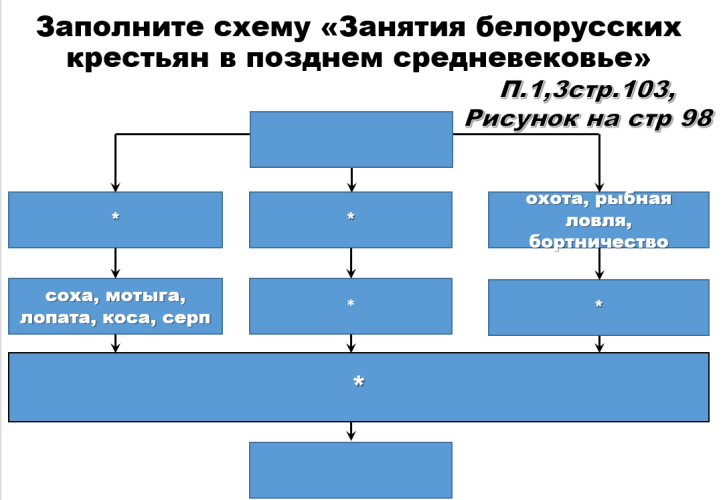 Заполните схему «Занятия белорусских
крестьян в позднем средневековье»
П.1,3стр.103,
Рисунок на стр 98
*
*
охота, рыбная
ловля,
бортничество
соха, мотыга,
лопата, коса, серп
*
*
*